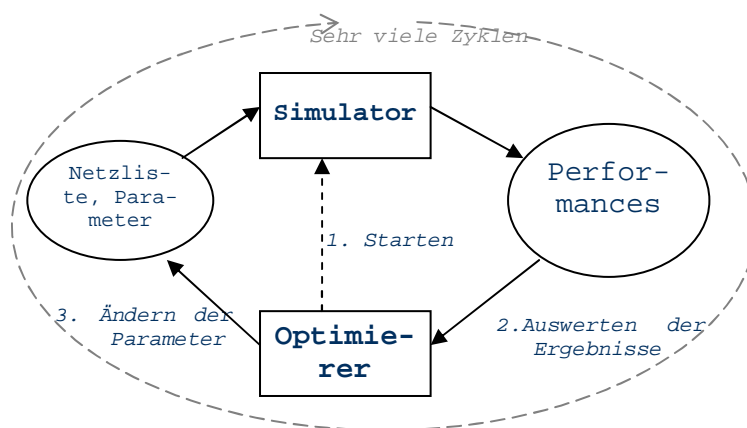 Sehr viele Zyklen
Simulator
Netzlis-
te, Para-
meter
Perfor-
mances
1. Starten
3. Ändern der
Parameter
Optimie-
rer
2.Auswerten der
Ergebnisse